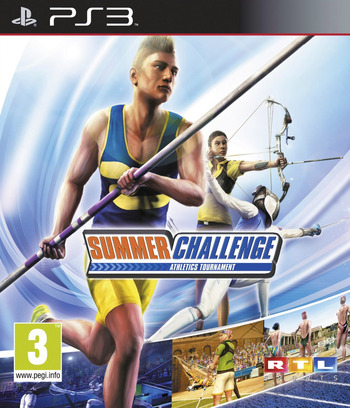 PS3
SUMMER CHALLENGE
ATHLETICS TOURNAMENT
3
www.pegi.info
RTL